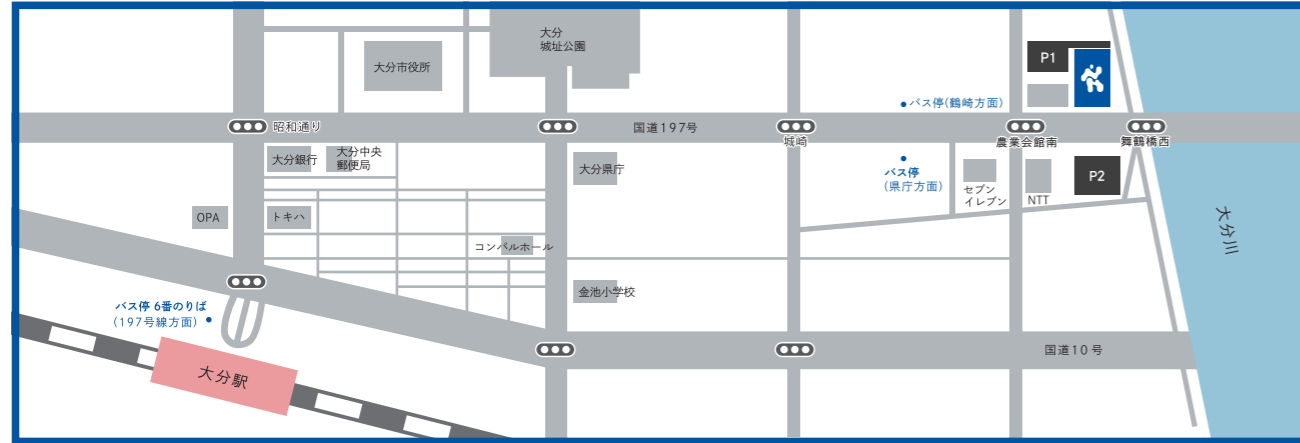 大分
城址公園
大分市役所
P1
バス停(鶴崎方面)
昭和通り
国道197号
城崎
農業会館南
舞鶴橋西
大分銀行
大分中央
郵便局
大分県庁
バス停
(県庁方面)
セブン
イレブン
NTT
P2
OPA
トキハ
大分川
コンパルホール
金池小学校
バス停 6番のりば
(197号線方面)
国道10号
大分駅